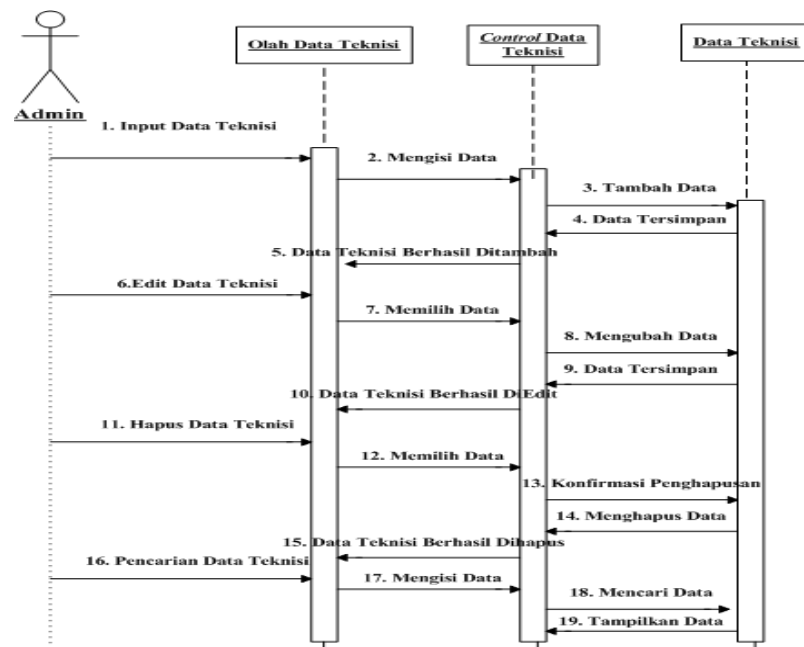 Olah Data Teknisi
Control Data
Teknisi
Data Teknisi
Admin
1. Input Data Teknisi
2. Mengisi Data
3. Tambah Data
4. Data Tersimpan
5. Data Teknisi Berhasil Ditambah
6.Edit Data Teknisi
7. Memilih Data
8. Mengubah Data
9. Data Tersimpan
10. Data Teknisi Berhasil DiEdit
11. Hapus Data Teknisi
12. Memilih Data
13. Konfirmasi Penghapusan
14. Menghapus Data
15. Data Teknisi Berhasil Dihapus
16. Pencarian Data Teknisi
17. Mengisi Data
18. Mencari Data
19. Tampilkan Data